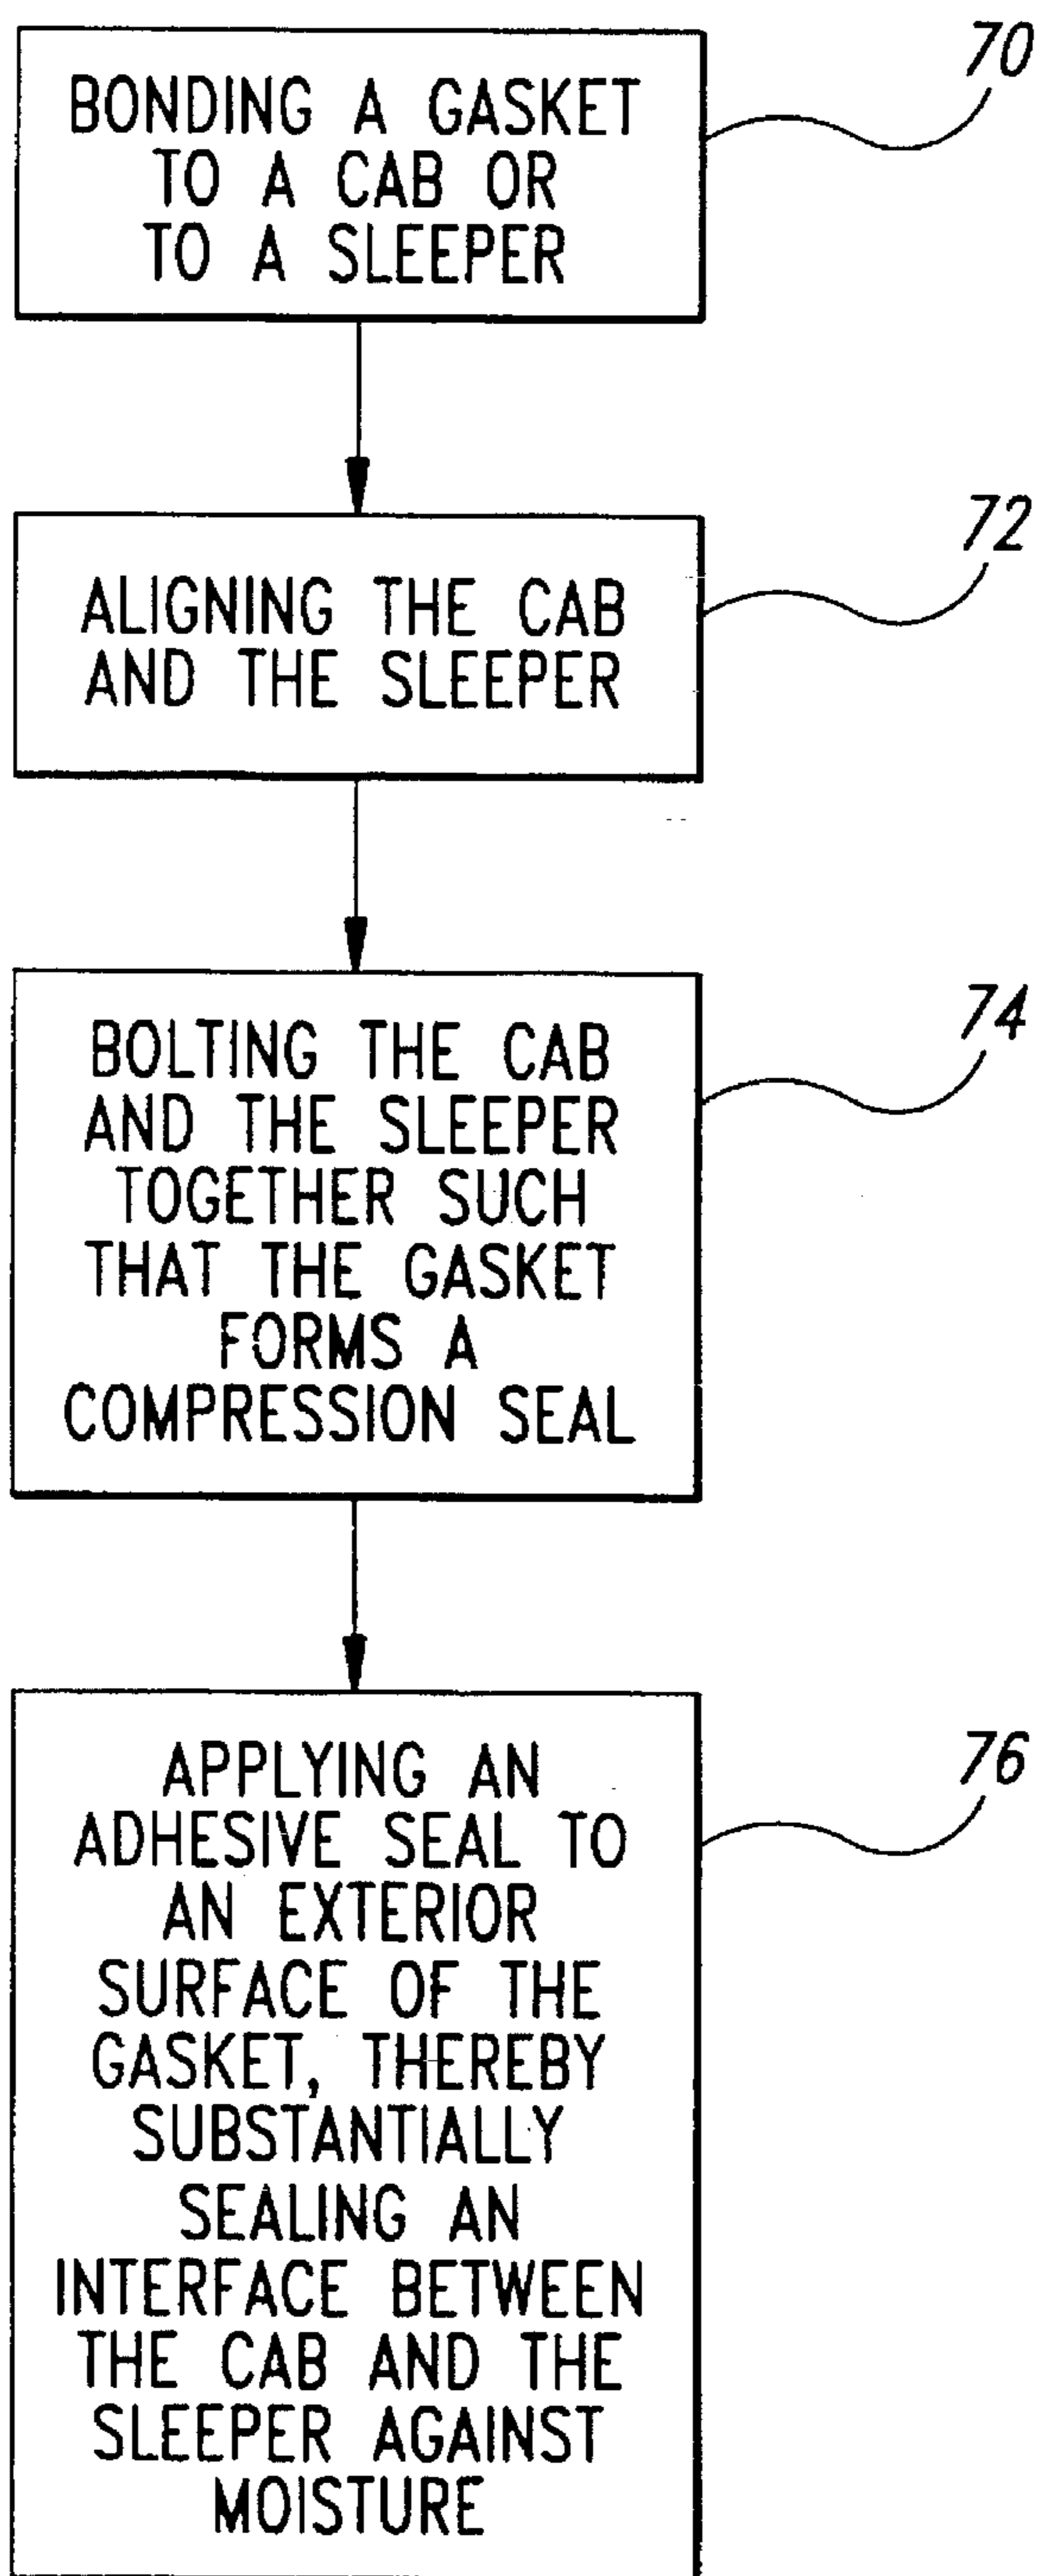 70
BONDING A GASKET
TO A CAB OR
TO A SLEEPER
72
ALIGNING THE CAB
AND THE SLEEPER
74
BOLTING THE CAB
AND THE SLEEPER
TOGETHER SUCH
THAT THE GASKET
FORMS A
COMPRESSION SEAL
76
APPLYING AN
ADHESIVE SEAL TO
AN EXTERIOR
SURFACE OF THE
GASKET, THEREBY
SUBSTANTIALLY
SEALING AN
INTERFACE BETWEEN
THE CAB AND THE
SLEEPER AGAINST
MOISTURE